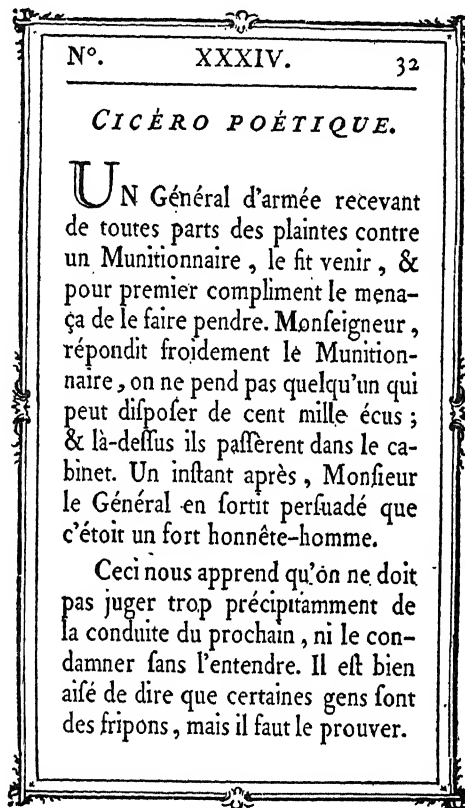 Nº. XXXIV. 32
CICÉRO POÉTIQUE.
UN Général d'armée recevant
de toutes parts des plaintes contre
un Munitionnaire , le fit venir , &
pour premier compliment le mena-
ça de le faire pendre. Monſeigneur ,
répondit froidement le Munition-
naire , on ne pend pas quelqu'un qui
peut diſpoſer de cent mille écus ;
& là-deſſus ils paſſèrent dans le ca-
binet. Un inſtant après , Monſieur
le Général en ſortit perſuadé que
c'étoit un fort honnête-homme.
Ceci nous apprend qu'on ne doit
pas juger trop précipitamment de
la conduite du prochain , ni le con-
damner ſans l'entendre. Il eſt bien
aiſé de dire que certaines gens ſont
des fripons , mais il faut le prouver.